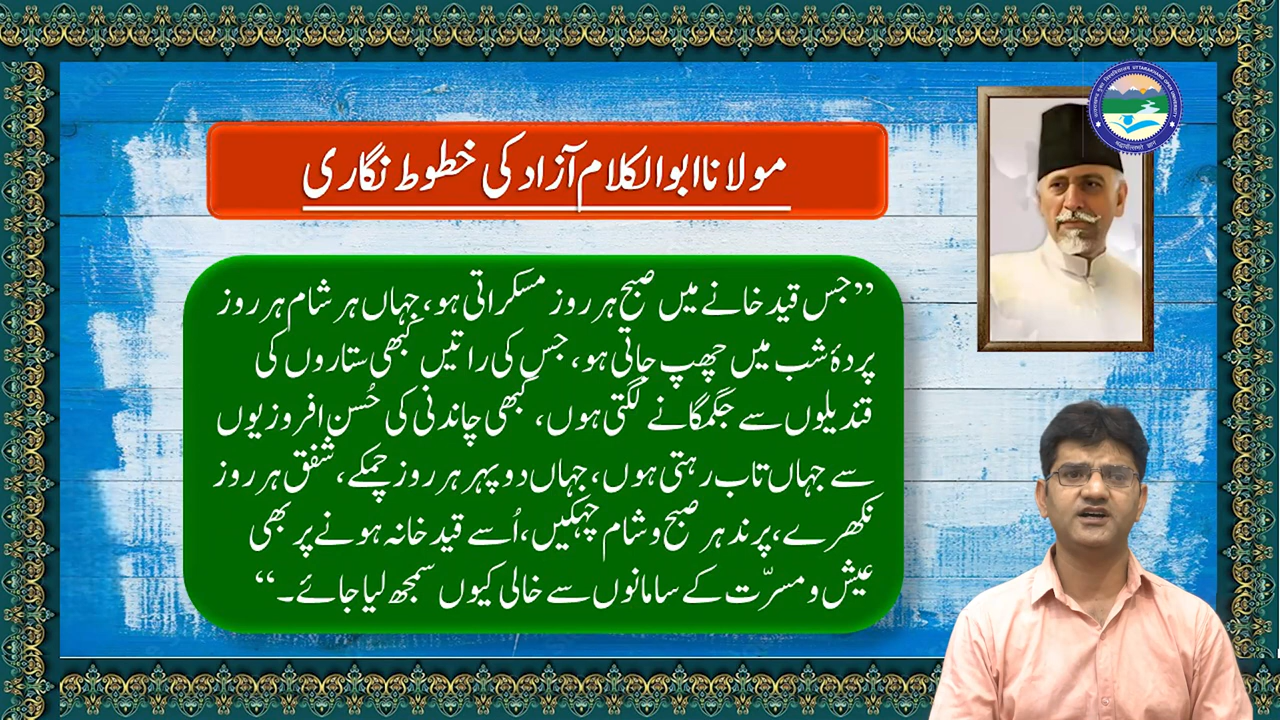 مولانا ابوالکلام آزاد کی خطوط نگاری
UTTARAKHAND OPEN UNIVERSITY
”جس قید خانے میں صبح ہر روز مسکراتی ہو، جہاں ہر شام ہر روز
پردۂ شب میں چھپ جاتی ہو، جس کی راتیں کبھی ستاروں کی
قندیلوں سے جگمگانے لگتی ہوں، کبھی چاندنی کی حُسن افروزیوں
سے جہاں تاب رہتی ہوں، جہاں دوپہر ہر روز چمکے، شفق ہر روز
نکھرے، پرند ہر صبح و شام چہکیں، اُسے قید خانہ ہونے پر بھی
عیش و مسرّت کے سامانوں سے خالی کیوں سمجھ لیا جائے۔“